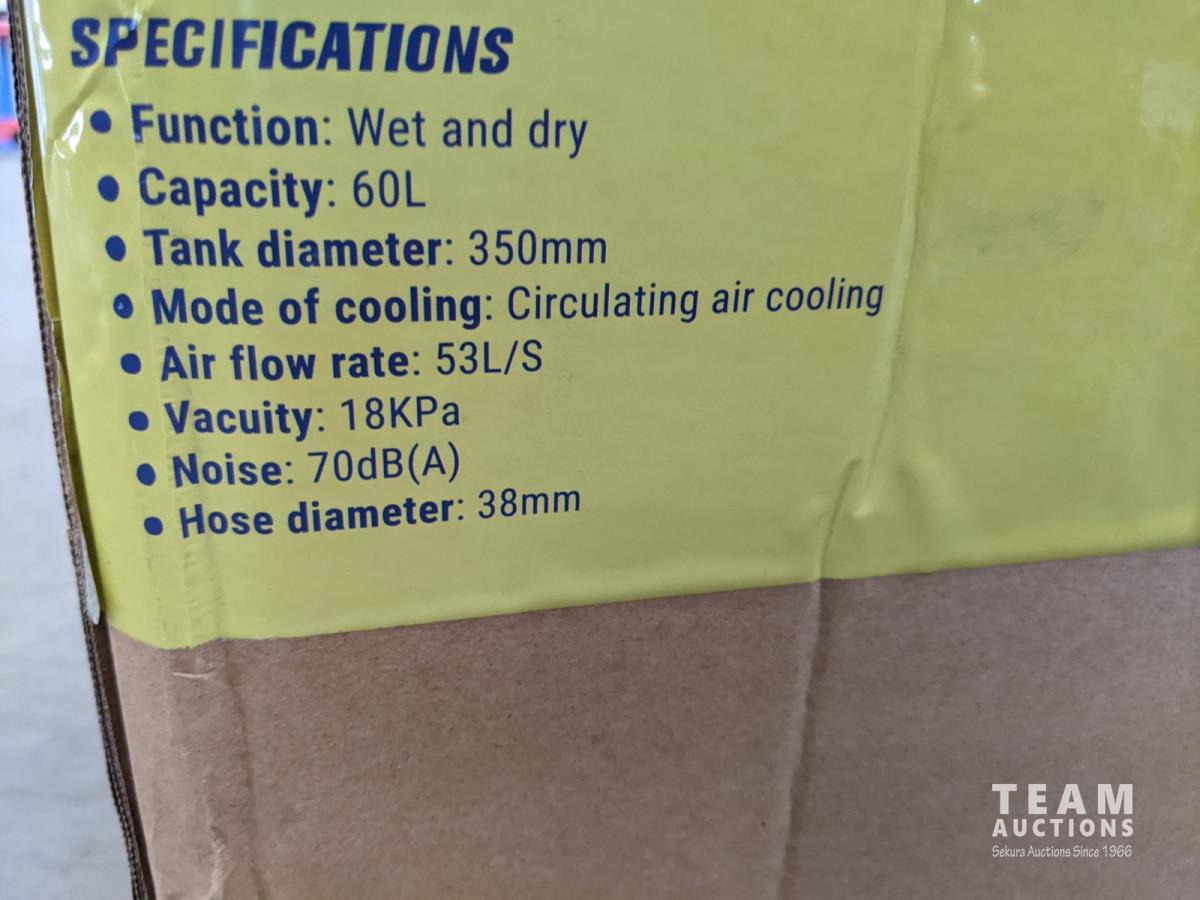 SPECIFICATIONS
• Function: Wet and dry
• Capacity: 60L
• Tank diameter: 350mm
• Mode of cooling: Circulating air cooling
• Air flow rate: 53L/S
• Vacuity: 18KPa
• Noise: 70dB(A)
• Hose diameter: 38mm
TEAM
AUCTIONS
Sekura Auctions Since 1966